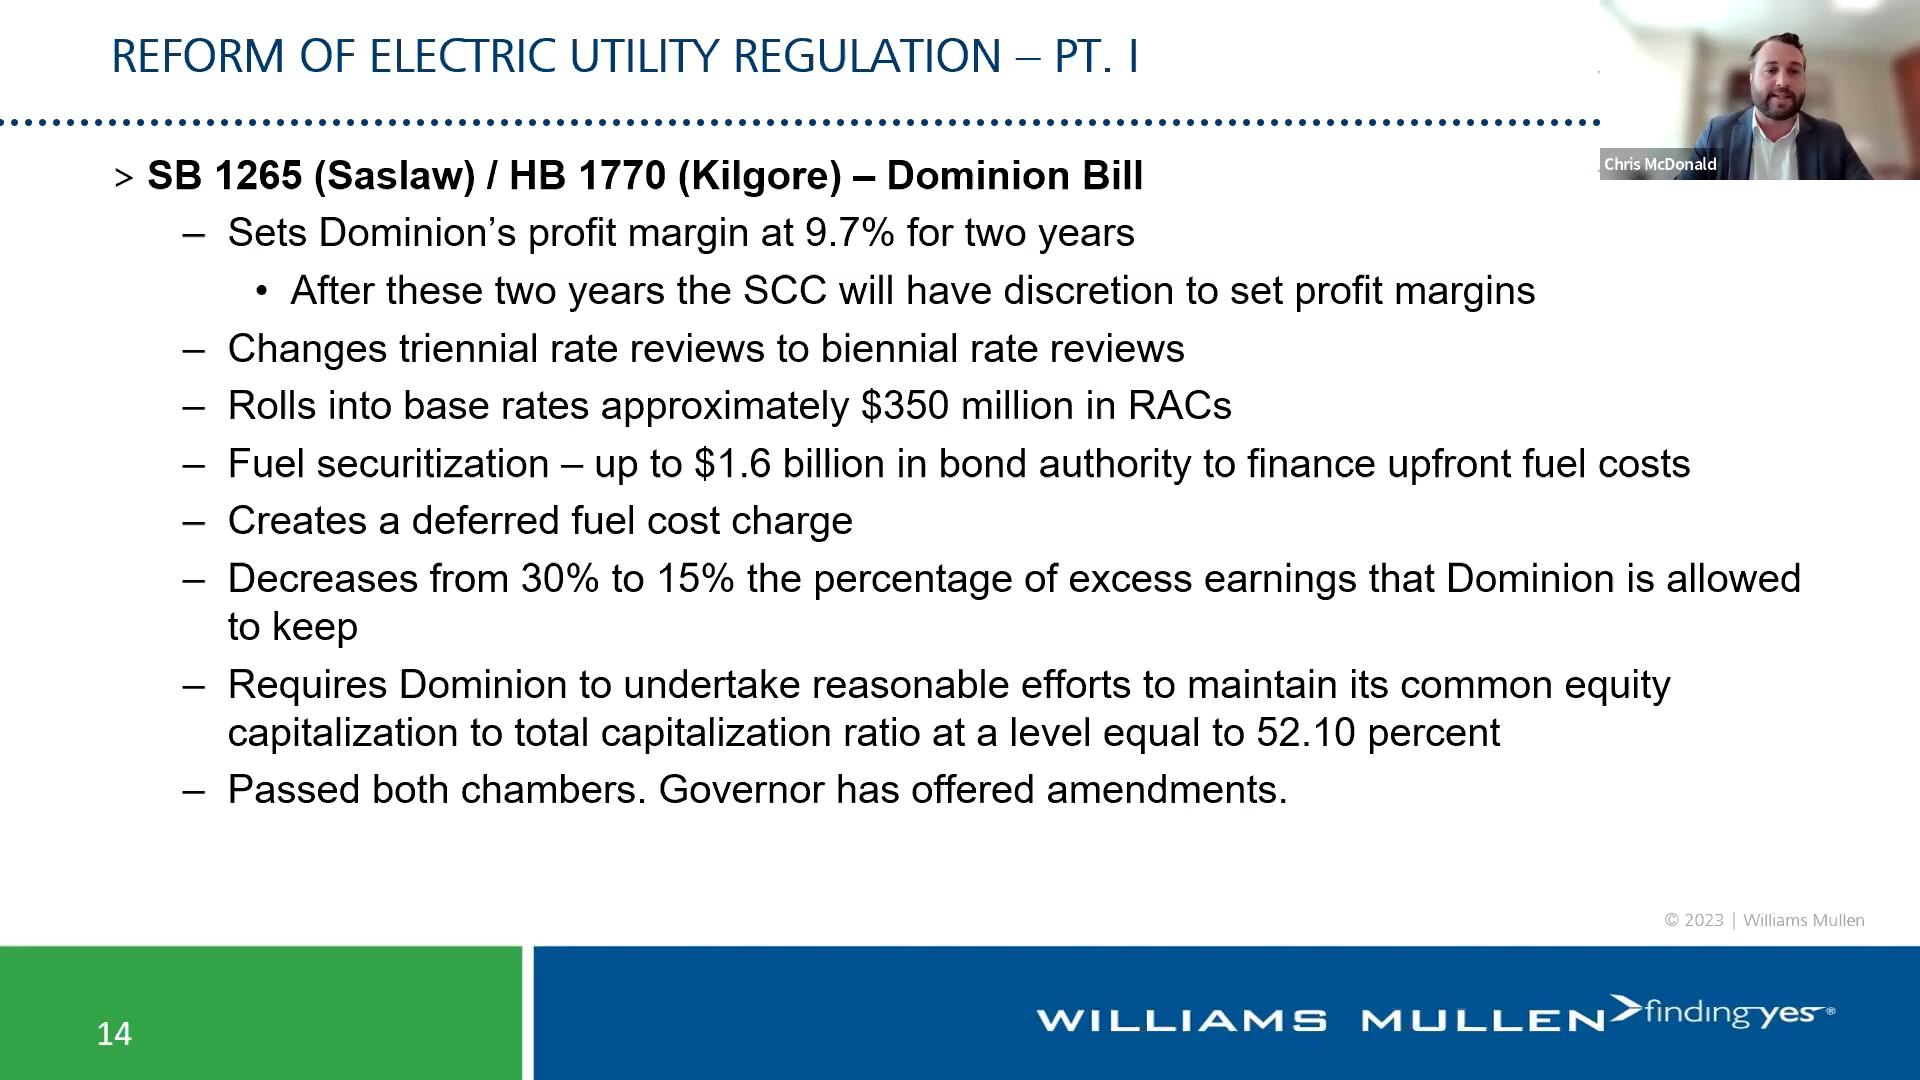 REFORM OF ELECTRIC UTILITY REGULATION – PT. I
Chris McDonald
> SB 1265 (Saslaw) / HB 1770 (Kilgore) – Dominion Bill
– Sets Dominion’s profit margin at 9.7% for two years
• After these two years the SCC will have discretion to set profit margins
– Changes triennial rate reviews to biennial rate reviews
– Rolls into base rates approximately $350 million in RACs
– Fuel securitization – up to $1.6 billion in bond authority to finance upfront fuel costs
– Creates a deferred fuel cost charge
– Decreases from 30% to 15% the percentage of excess earnings that Dominion is allowed
to keep
– Requires Dominion to undertake reasonable efforts to maintain its common equity
capitalization to total capitalization ratio at a level equal to 52.10 percent
– Passed both chambers. Governor has offered amendments.
© 2023 | Williams Mullen
14
WILLIAMS MULLEN findingyes®